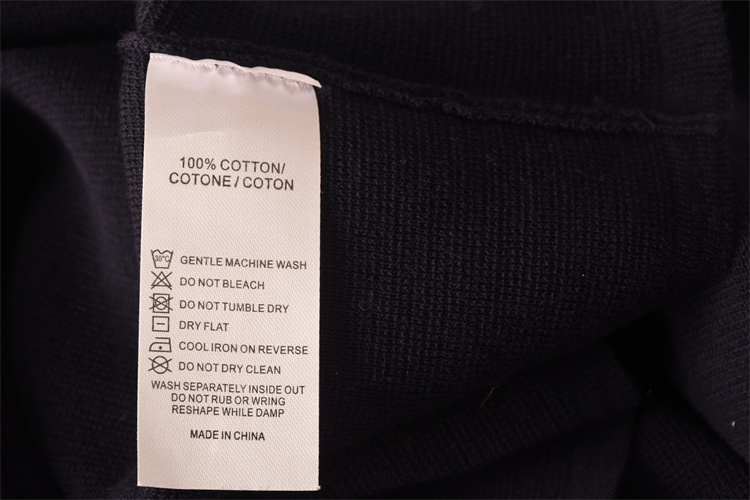 100% COTTON/
COTONE / COTON
30°C GENTLE MACHINE WASH
DO NOT BLEACH
DO NOT TUMBLE DRY
DRY FLAT
COOL IRON ON REVERSE
DO NOT DRY CLEAN
WASH SEPARATELY INSIDE OUT
DO NOT RUB OR WRING
RESHAPE WHILE DAMP
MADE IN CHINA